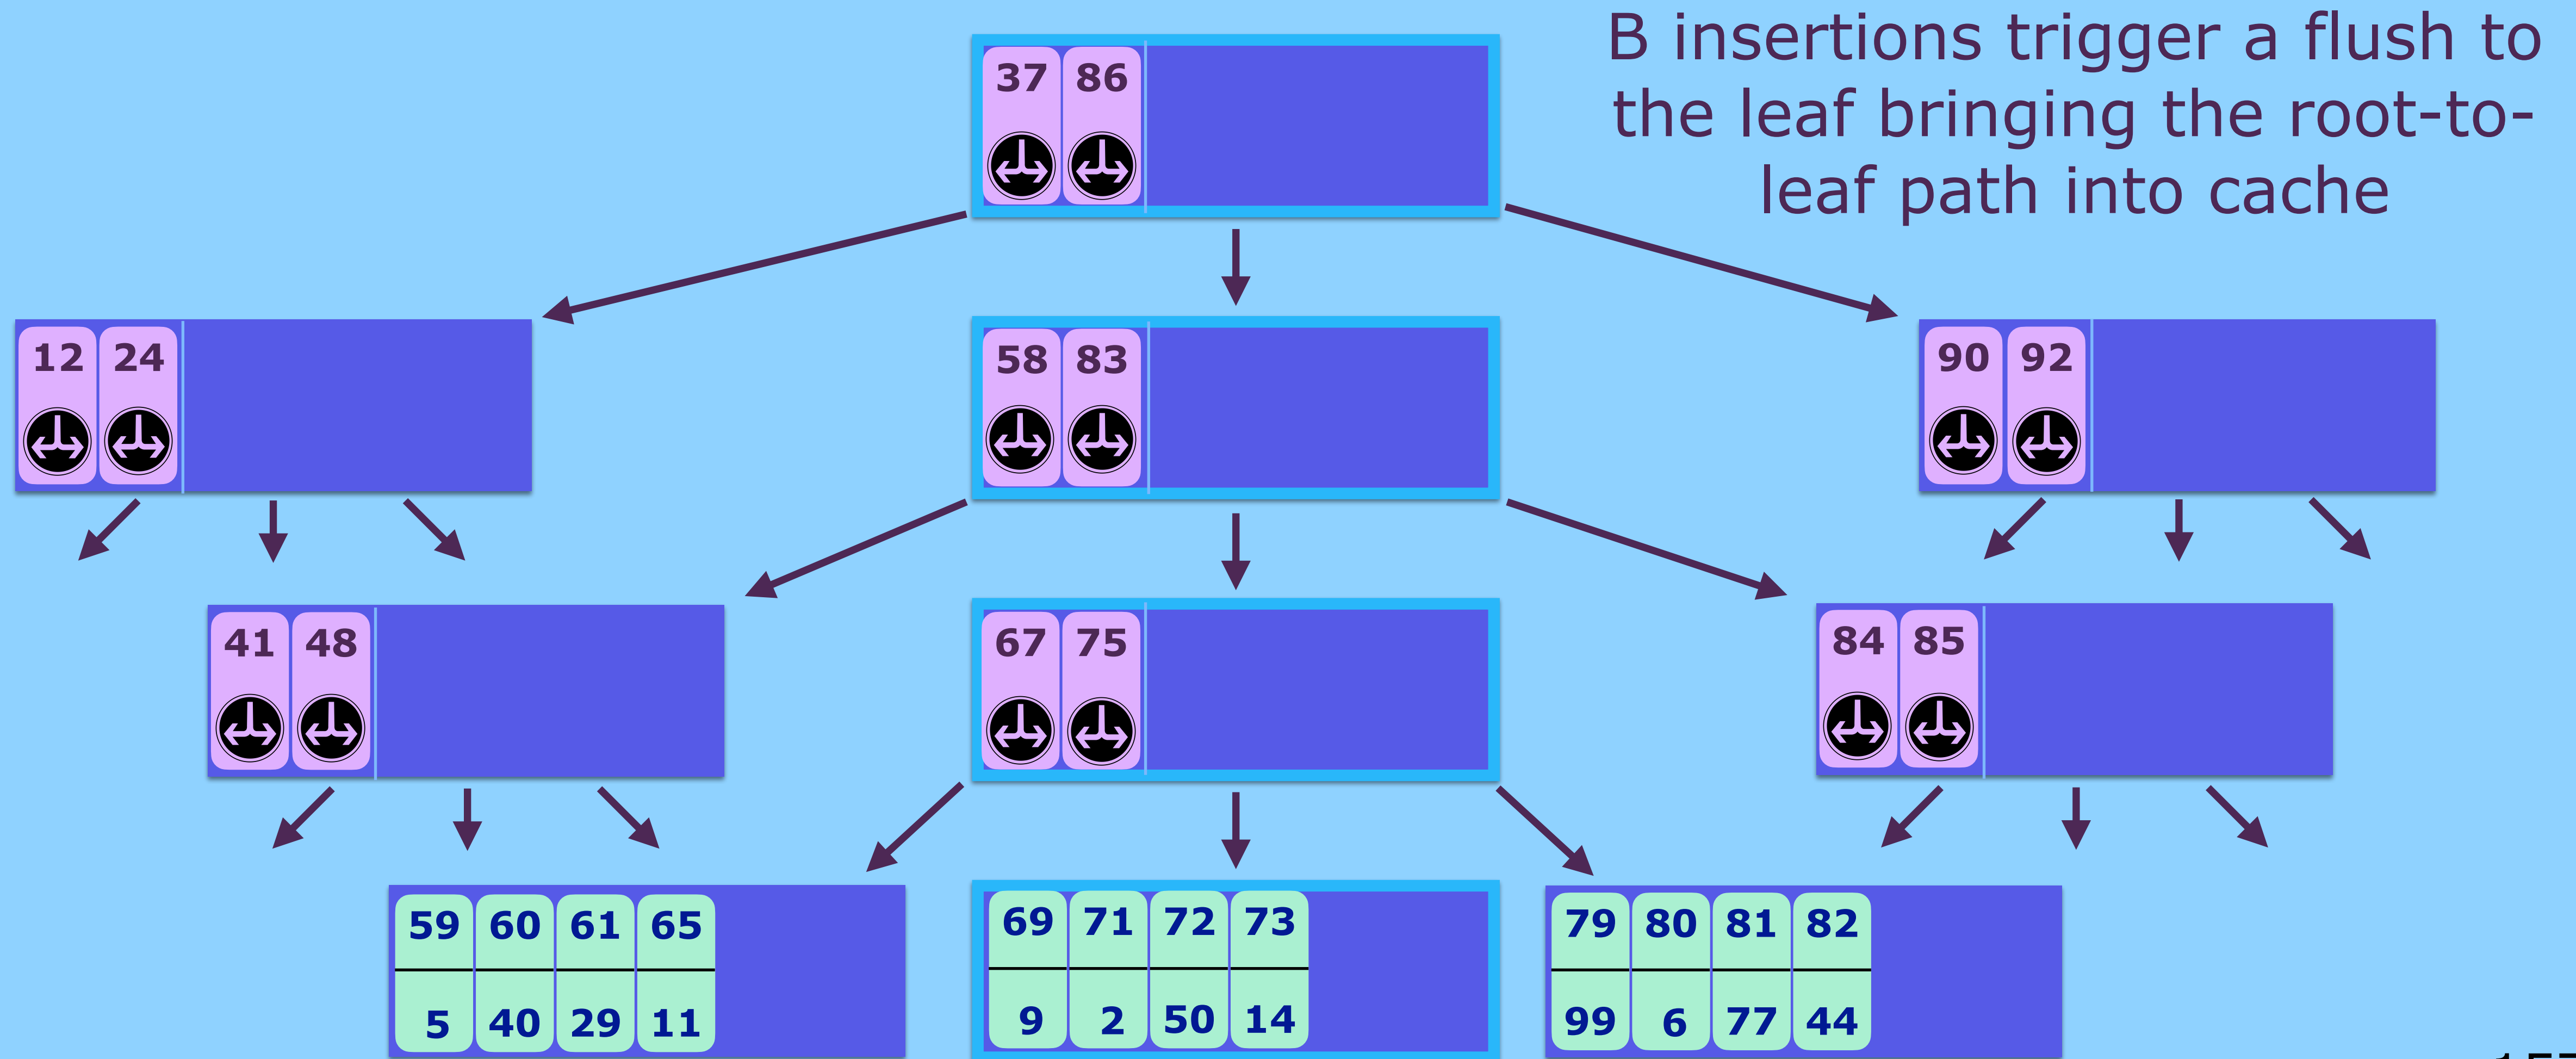 B insertions trigger a flush to
the leaf bringing the root-to-
leaf path into cache
37 86
12 24
58 83
90 92
41 48
67 75
84 85
59 60 61 65
5 40 29 11
69 71 72 73
9 2 50 14
79 80 81 82
99 6 77 44